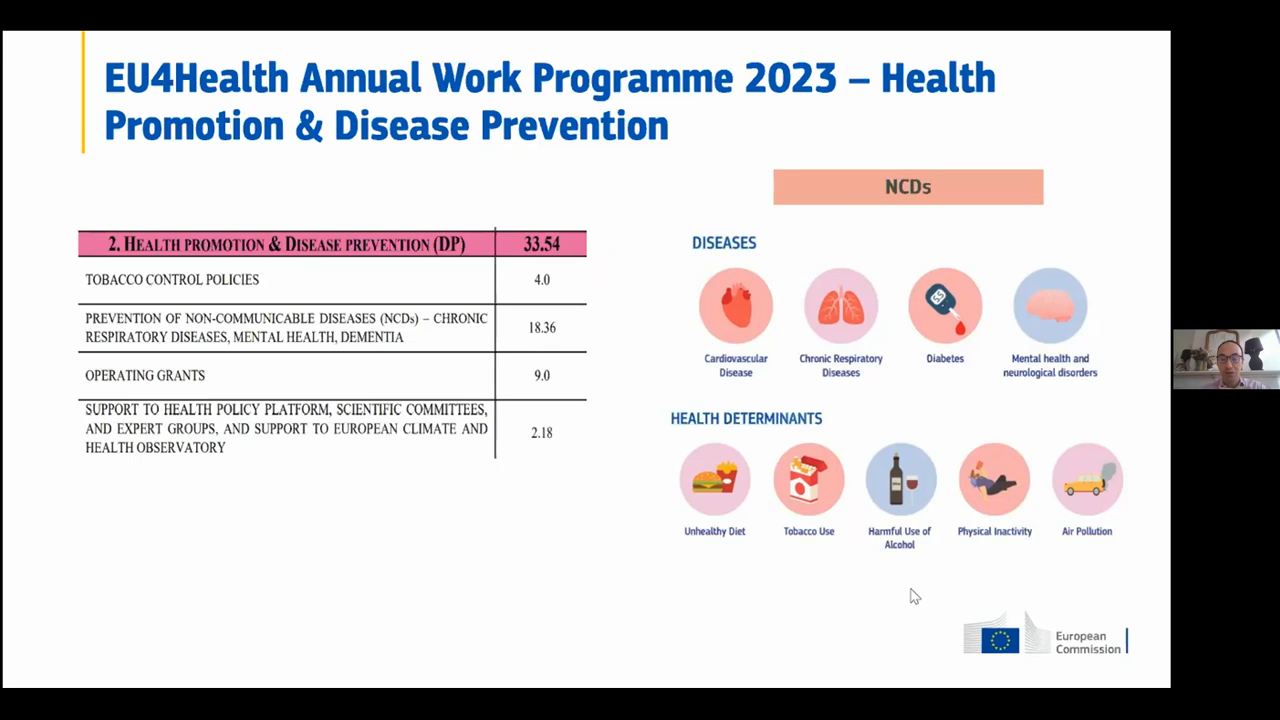 EU4Health Annual Work Programme 2023 – Health
Promotion & Disease Prevention
2. HEALTH PROMOTION & DISEASE PREVENTION (DP) 33.54
TOBACCO CONTROL POLICIES 4.0
PREVENTION OF NON-COMMUNICABLE DISEASES (NCDs) – CHRONIC
RESPIRATORY DISEASES, MENTAL HEALTH, DEMENTIA 18.36
OPERATING GRANTS 9.0
SUPPORT TO HEALTH POLICY PLATFORM, SCIENTIFIC COMMITTEES,
AND EXPERT GROUPS, AND SUPPORT TO EUROPEAN CLIMATE AND
HEALTH OBSERVATORY 2.18
NCDs
DISEASES
Cardiovascular
Disease
Chronic Respiratory
Diseases
Diabetes
Mental health and
neurological disorders
HEALTH DETERMINANTS
Unhealthy Diet
Tobacco Use
Harmful Use of
Alcohol
Physical Inactivity
Air Pollution
European
Commission